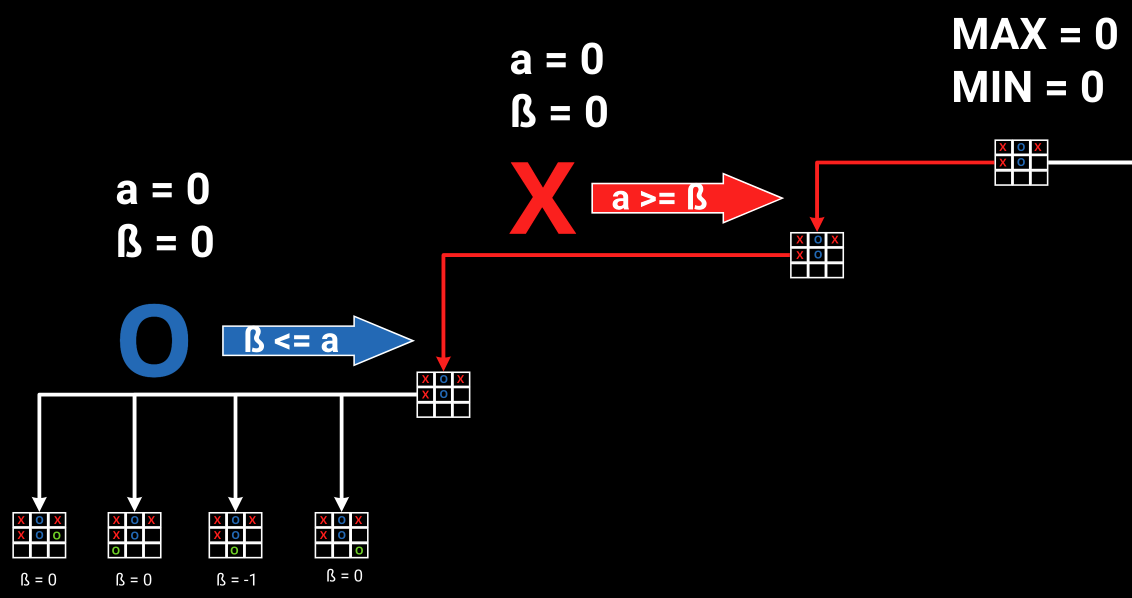 MAX = 0
MIN = 0
a = 0
ß = 0
X
a >= ß
a = 0
ß = 0
O
ß <= a
X O X
X O
X O X
X O
X O X
X O
X O X
X O O
X O X
X O
O
X O X
X O
O
X O X
X O
O
ß = 0
ß = 0
ß = -1
ß = 0